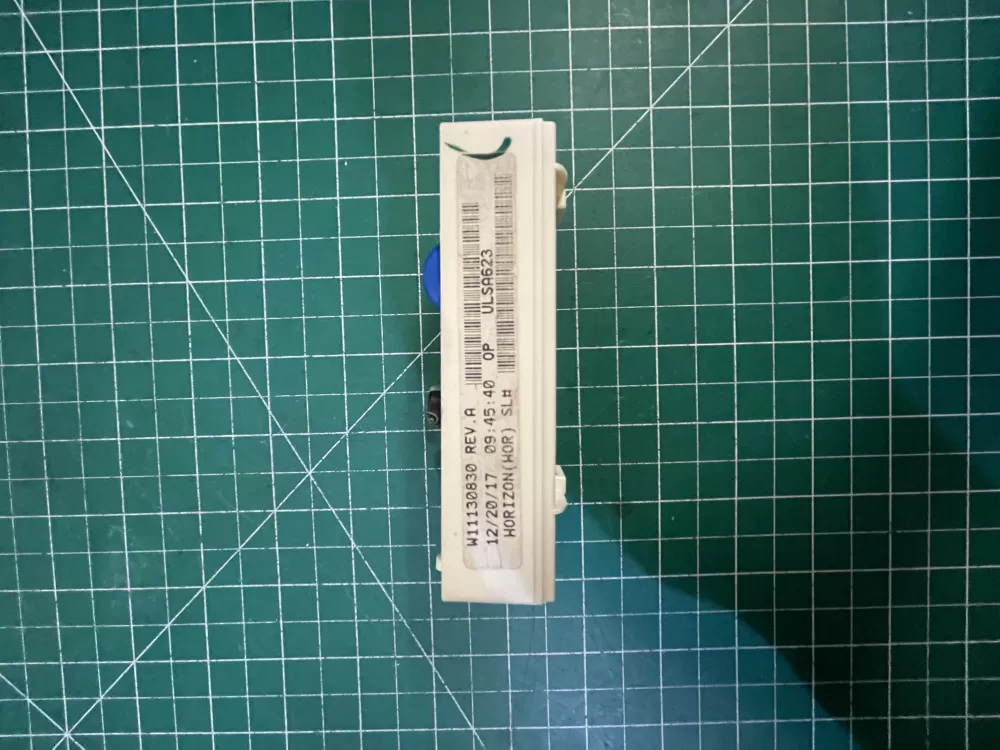 W11130830 REV.A
12/20/17 09:45:40 OP ULSA623
HORIZON(HOR) SL#